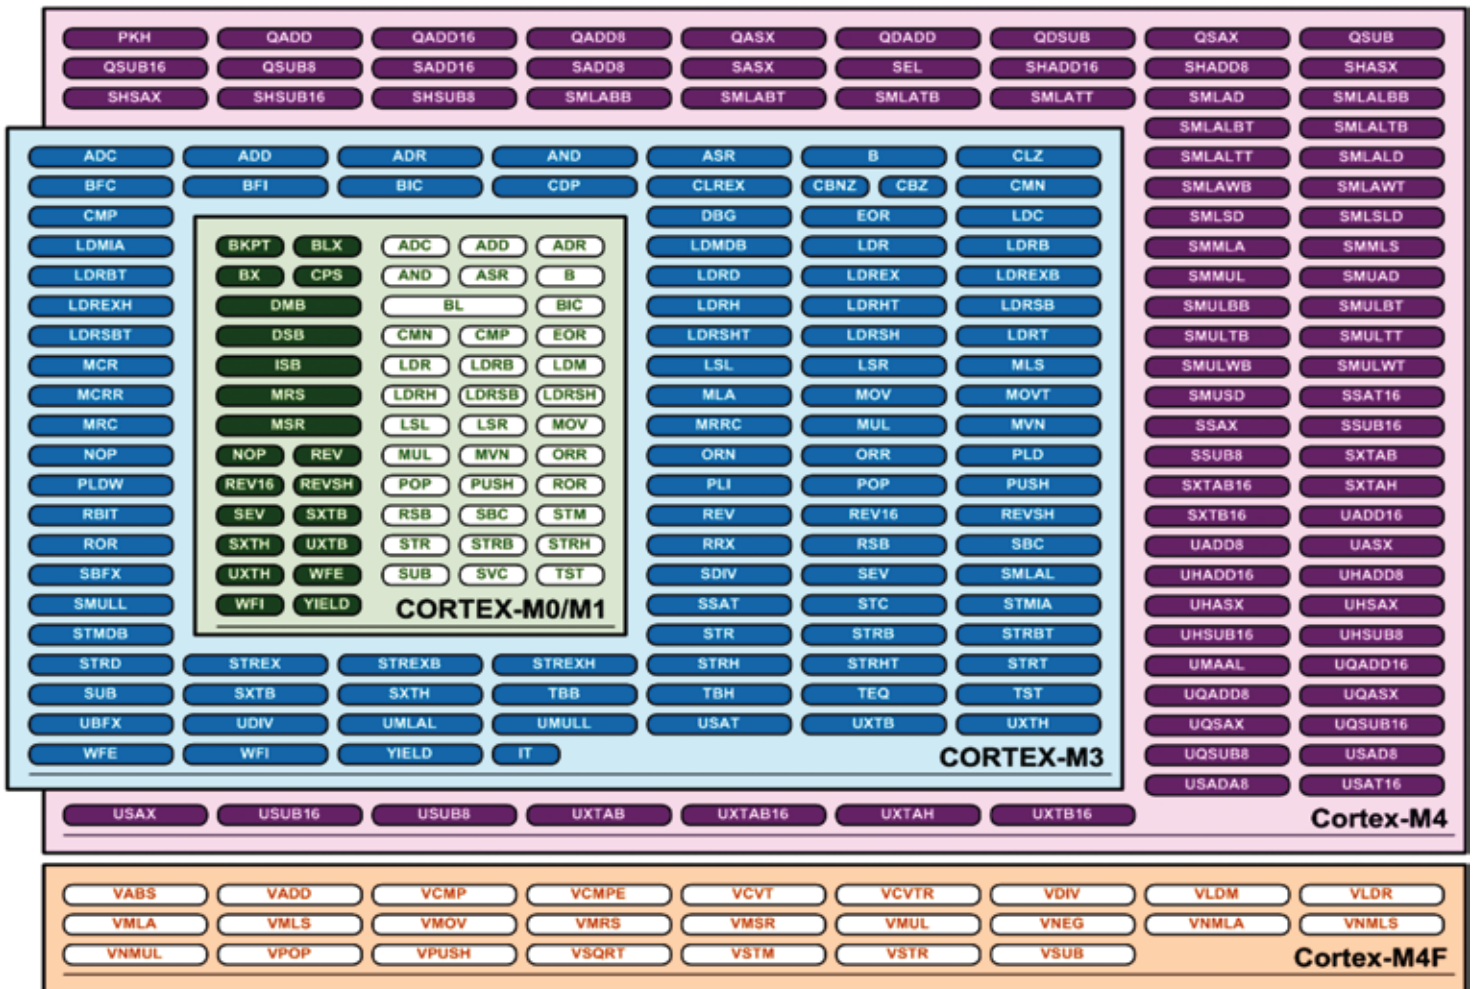 PKH QADD QADD16 QADD8 QASX QDADD QDSUB QSAX QSUB
QSUB16 QSUB8 SADD16 SADD8 SASX SEL SHADD16 SHADD8 SHASX
SHSAX SHSUB16 SHSUB8 SMLABB SMLABT SMLATB SMLATT SMLAD SMLALBB
SMLALBT SMLALTB
ADC ADD ADR AND ASR B CLZ SMLALTT SMLALD
BFC BFI BIC CDP CLREX CBNZ CBZ CMN SMLAWB SMLAWT
CMP DBG EOR LDC SMLSD SMLSLD
LDMIA BKPT BLX ADC ADD ADR LDMDB LDR LDRB SMMLA SMMLS
LDRBT BX CPS AND ASR B LDRD LDREX LDREXB SMMUL SMUAD
LDREXH DMB BL BIC LDRH LDRHT LDRSB SMULBB SMULBT
LDRSBT DSB CMN CMP EOR LDRSHT LDRSH LDRT SMULTB SMULTT
MCR ISB LDR LDRB LDM LSL LSR MLS SMULWB SMULWT
MCRR MRS LDRH LDRSB LDRSH MLA MOV MOVT SMUSD SSAT16
MRC MSR LSL LSR MOV MRRC MUL MVN SSAX SSUB16
NOP NOP REV MUL MVN ORR ORN ORR PLD SSUB8 SXTAB
PLDW REV16 REVSH POP PUSH ROR PLI POP PUSH SXTAB16 SXTAH
RBIT SEV SXTB RSB SBC STM REV REV16 REVSH SXTB16 UADD16
ROR SXTH UXTB STR STRB STRH RRX RSB SBC UADD8 UASX
SBFX UXTH WFE SUB SVC TST SDIV SEV SMLAL UHADD16 UHADD8
SMULL WFI YIELD CORTEX-M0/M1 SSAT STC STMIA UHASX UHSAX
STMDB STR STRB STRBT UHSUB16 UHSUB8
STRD STREX STREXB STREXH STRH STRHT STRT UMAAL UQADD16
SUB SXTB SXTH TBB TBH TEQ TST UQADD8 UQASX
UBFX UDIV UMLAL UMULL USAT UXTB UXTH UQSAX UQSUB16
WFE WFI YIELD IT CORTEX-M3 UQSUB8 USAD8
USADA8 USAT16
USAX USUB16 USUB8 UXTAB UXTAB16 UXTAH UXTB16 Cortex-M4
VABS VADD VCMP VCMPE VCVT VCVTR VDIV VLDM VLDR
VMLA VMLS VMOV VMRS VMSR VMUL VNEG VNMLA VNMLS
VNMUL VPOP VPUSH VSQRT VSTM VSTR VSUB Cortex-M4F